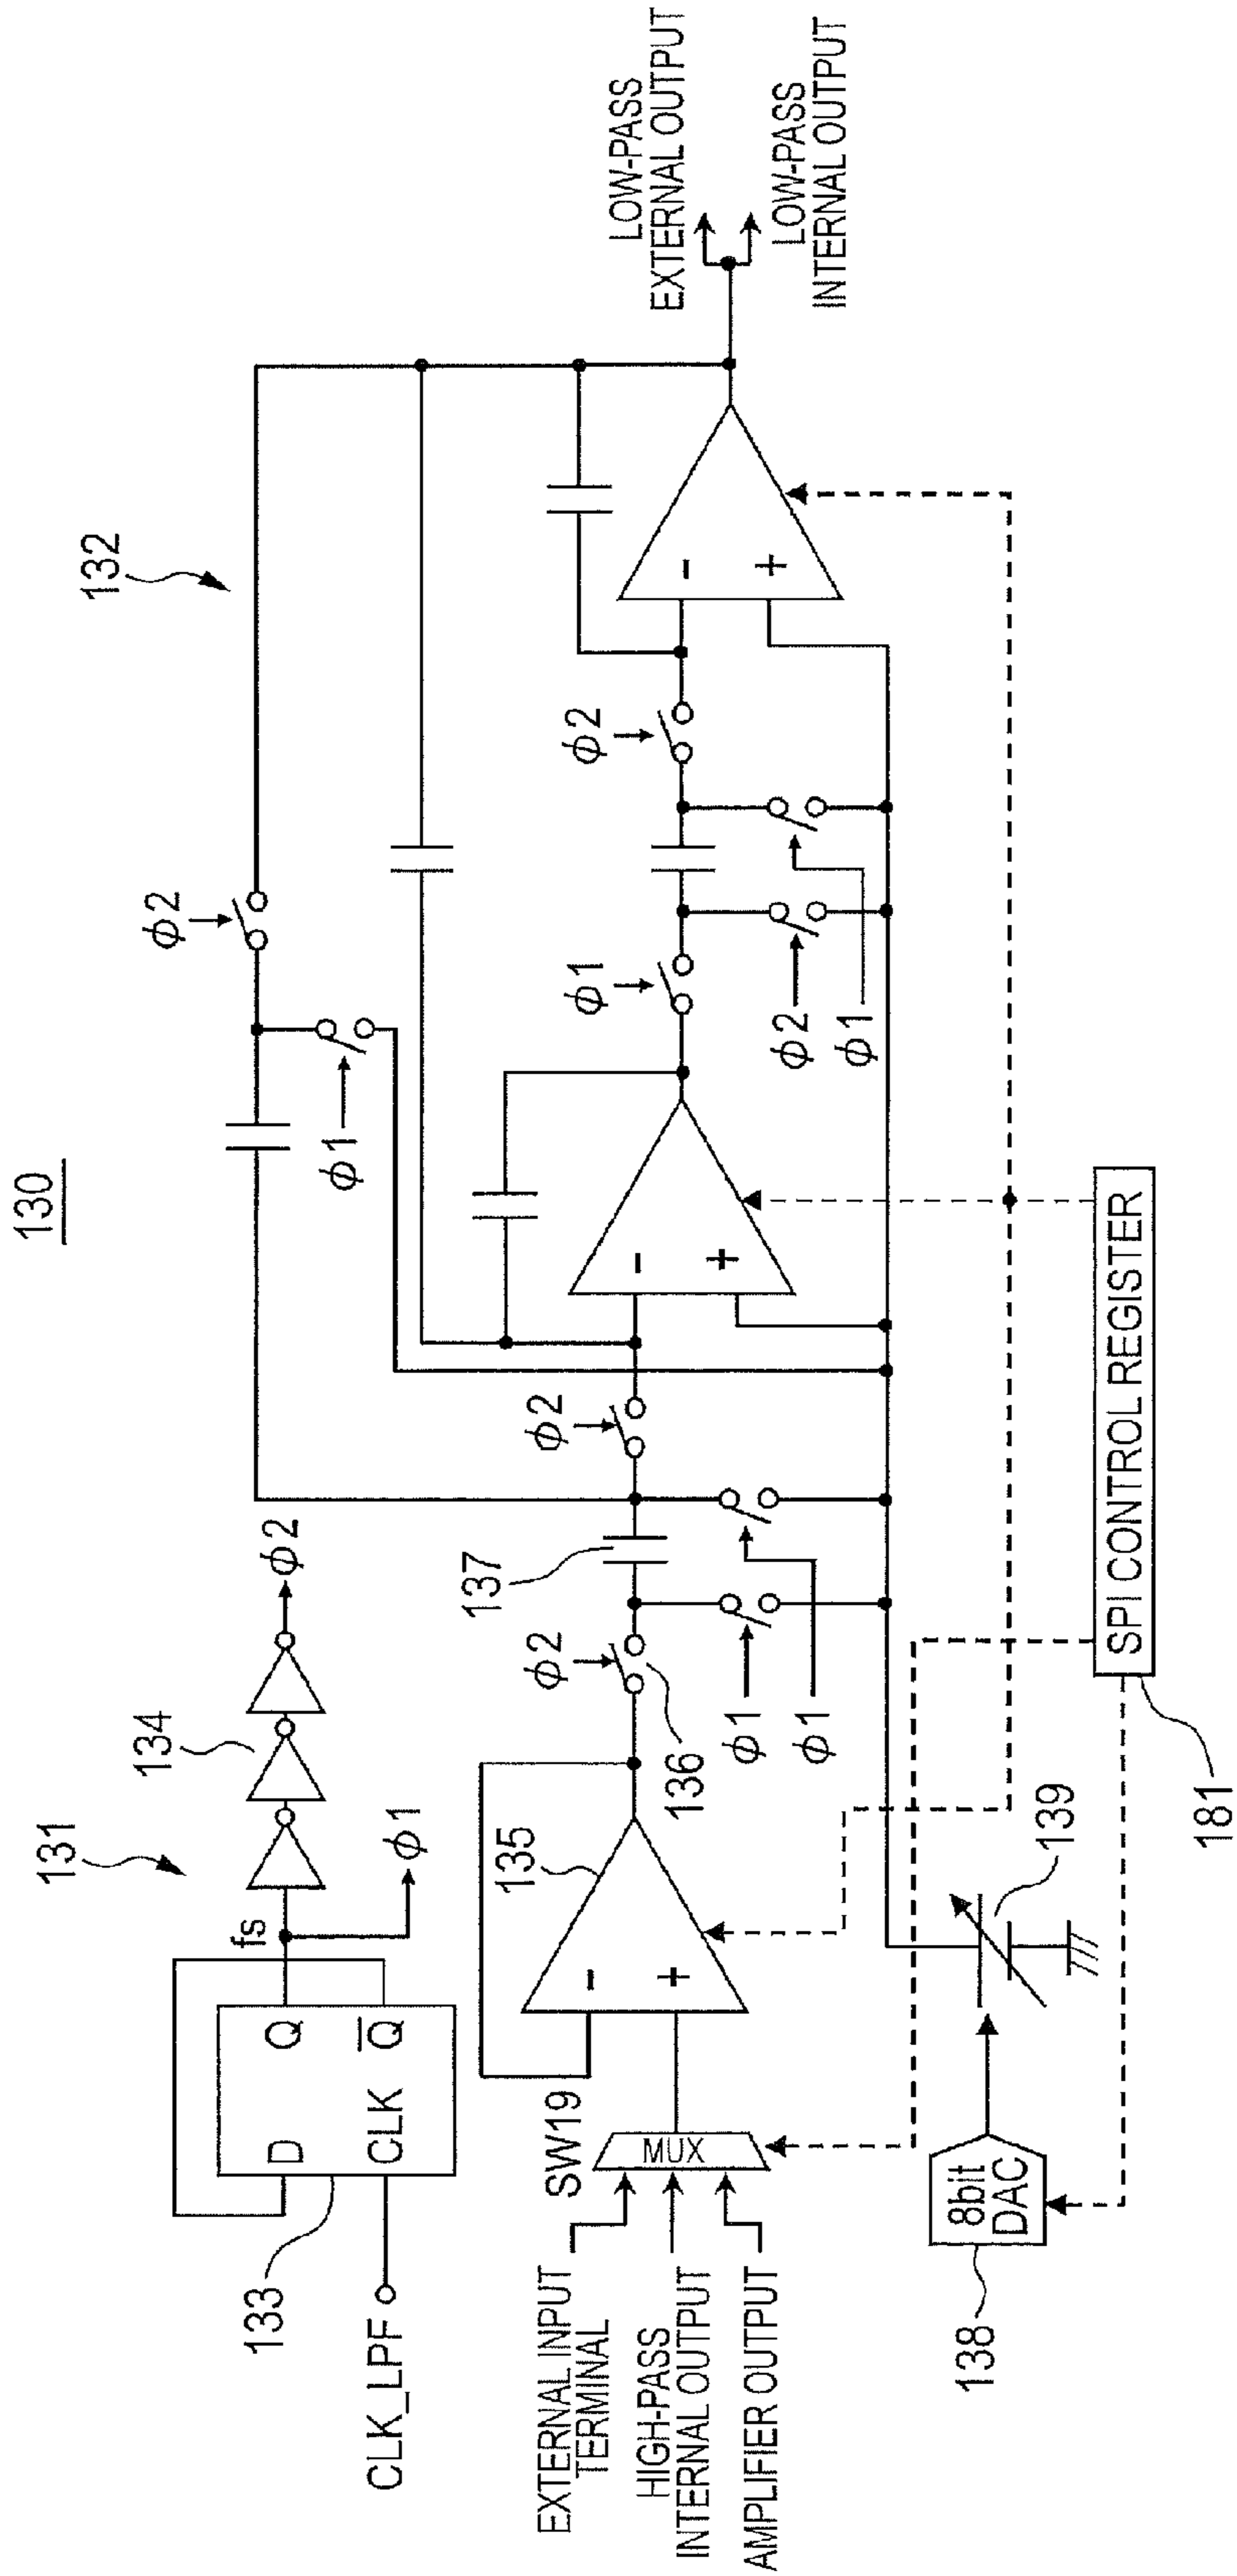 130
131
132
133
134
135
136
137
138
139
181
D
Q
CLK
Q
fs
CLK_LPF
ϕ1
ϕ2
EXTERNAL INPUT
TERMINAL
HIGH-PASS
INTERNAL OUTPUT
AMPLIFIER OUTPUT
SW19
MUX
-
+
ϕ2
ϕ1
ϕ1
ϕ2
ϕ1
ϕ2
-
+
ϕ1
ϕ2
ϕ1
ϕ2
-
+
LOW-PASS
EXTERNAL OUTPUT
LOW-PASS
INTERNAL OUTPUT
8bit
DAC
SPI CONTROL REGISTER